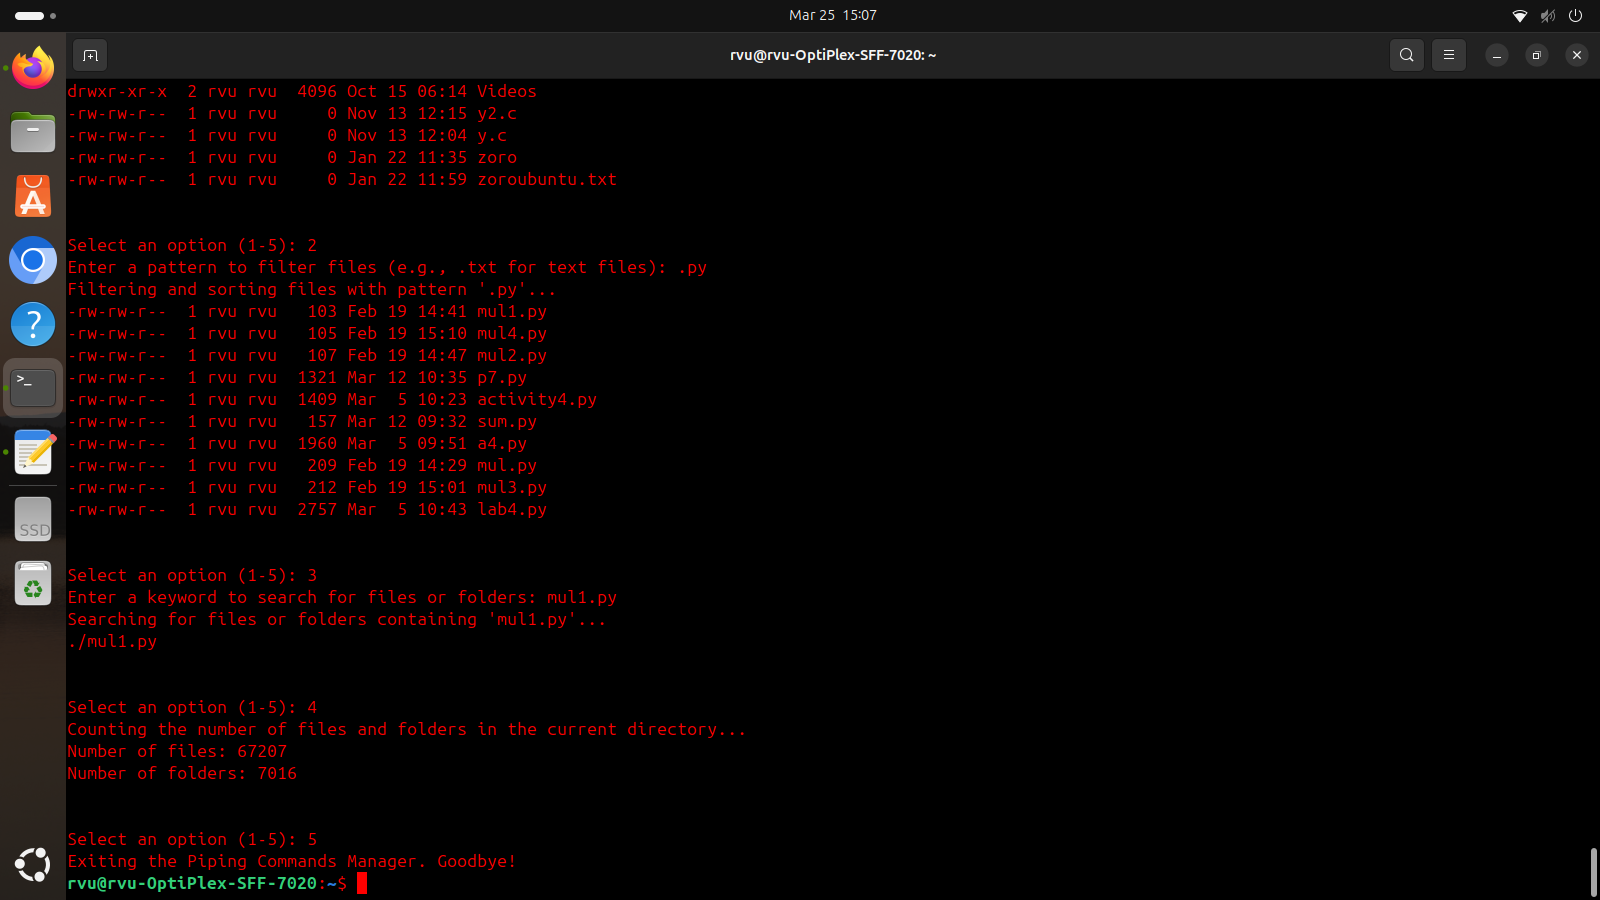 Mar 25  15:07
rvu@rvu-OptiPlex-SFF-7020: ~
drwxr-xr-x  2 rvu rvu  4096 Oct 15 06:14 Videos
-rw-rw-r--  1 rvu rvu     0 Nov 13 12:15 y2.c
-rw-rw-r--  1 rvu rvu     0 Nov 13 12:04 y.c
-rw-rw-r--  1 rvu rvu     0 Jan 22 11:35 zoro
-rw-rw-r--  1 rvu rvu     0 Jan 22 11:59 zoroubuntu.txt
Select an option (1-5): 2
Enter a pattern to filter files (e.g., .txt for text files): .py
Filtering and sorting files with pattern '.py'...
-rw-rw-r--  1 rvu rvu   103 Feb 19 14:41 mul1.py
-rw-rw-r--  1 rvu rvu   105 Feb 19 15:10 mul4.py
-rw-rw-r--  1 rvu rvu   107 Feb 19 14:47 mul2.py
-rw-rw-r--  1 rvu rvu  1321 Mar 12 10:35 p7.py
-rw-rw-r--  1 rvu rvu  1409 Mar  5 10:23 activity4.py
-rw-rw-r--  1 rvu rvu   157 Mar 12 09:32 sum.py
-rw-rw-r--  1 rvu rvu  1960 Mar  5 09:51 a4.py
-rw-rw-r--  1 rvu rvu   209 Feb 19 14:29 mul.py
-rw-rw-r--  1 rvu rvu   212 Feb 19 15:01 mul3.py
-rw-rw-r--  1 rvu rvu  2757 Mar  5 10:43 lab4.py
Select an option (1-5): 3
Enter a keyword to search for files or folders: mul1.py
Searching for files or folders containing 'mul1.py'...
./mul1.py
Select an option (1-5): 4
Counting the number of files and folders in the current directory...
Number of files: 67207
Number of folders: 7016
Select an option (1-5): 5
Exiting the Piping Commands Manager. Goodbye!
rvu@rvu-OptiPlex-SFF-7020:~$
SSD